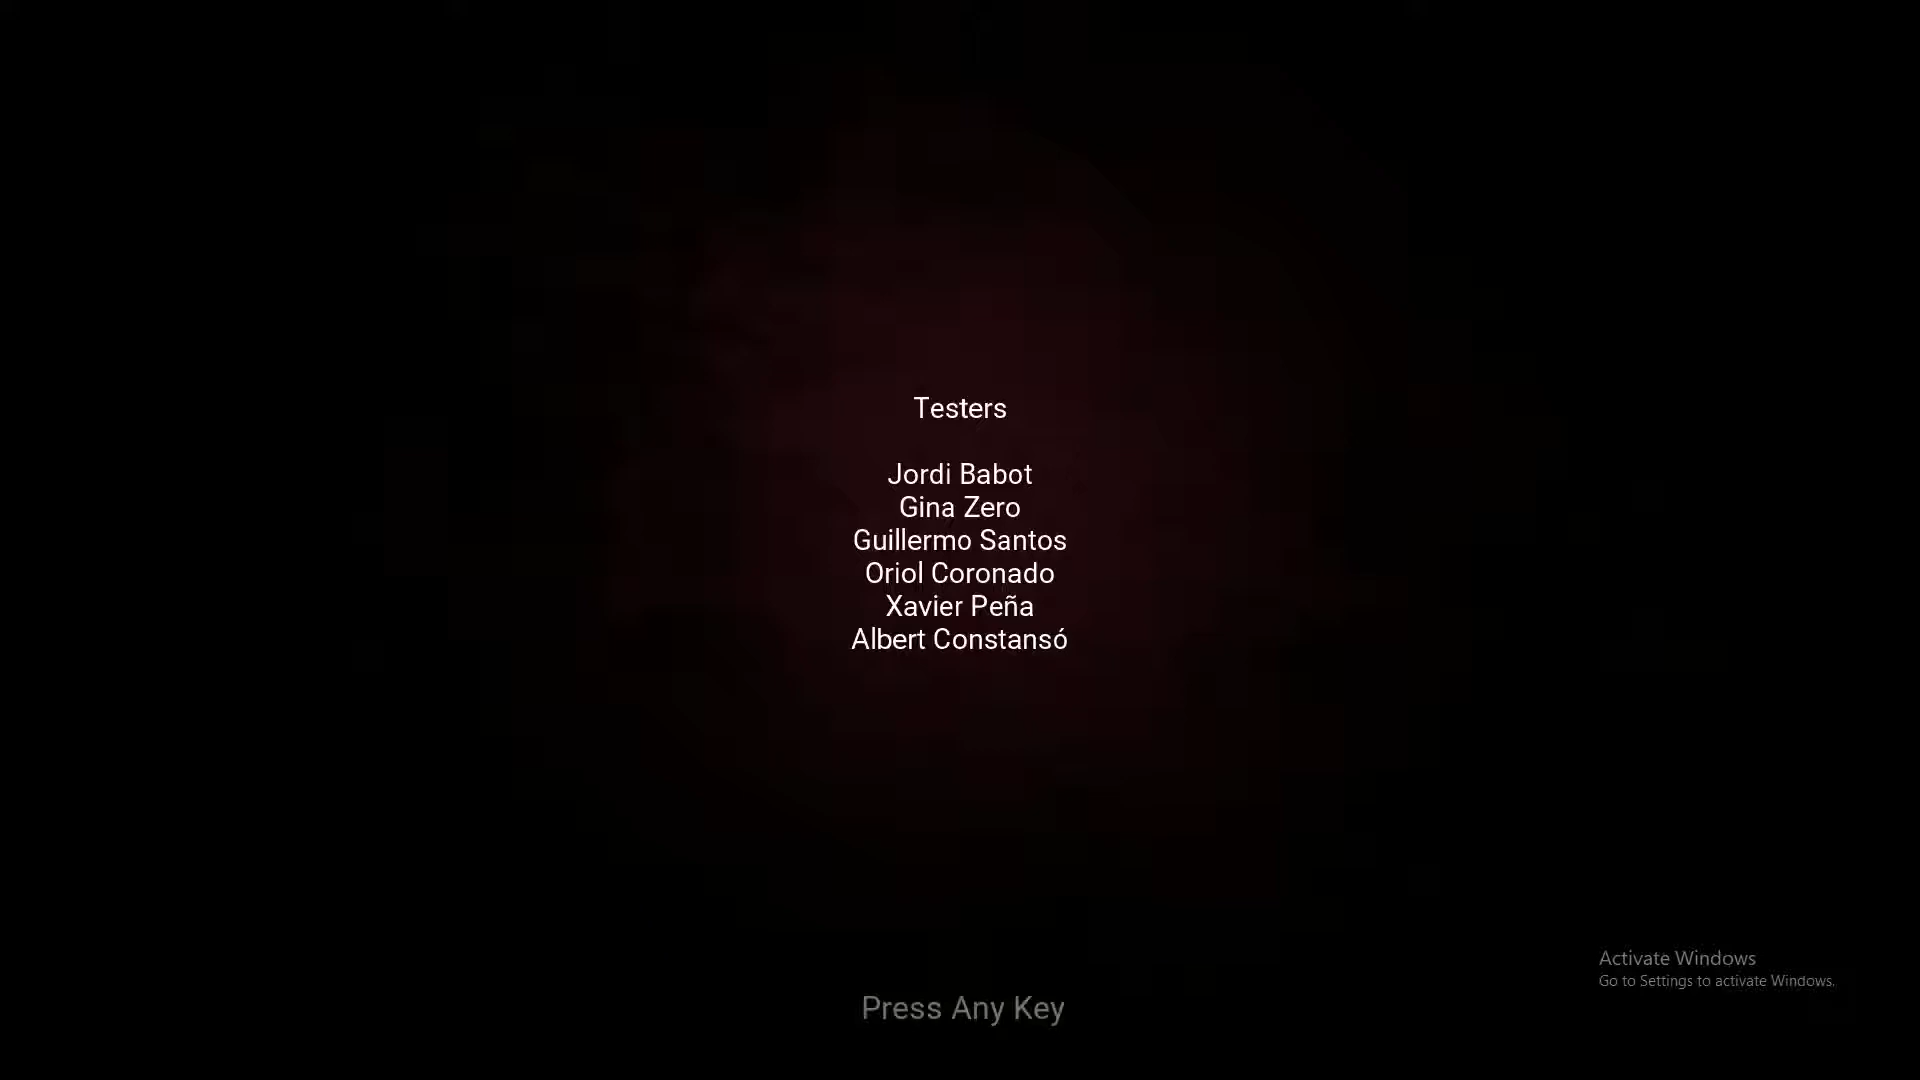 Testers
Jordi Babot
Gina Zero
Guillermo Santos
Oriol Coronado
Xavier Peña
Albert Constansó
Activate Windows
Go to Settings to activate Windows.
Press Any Key